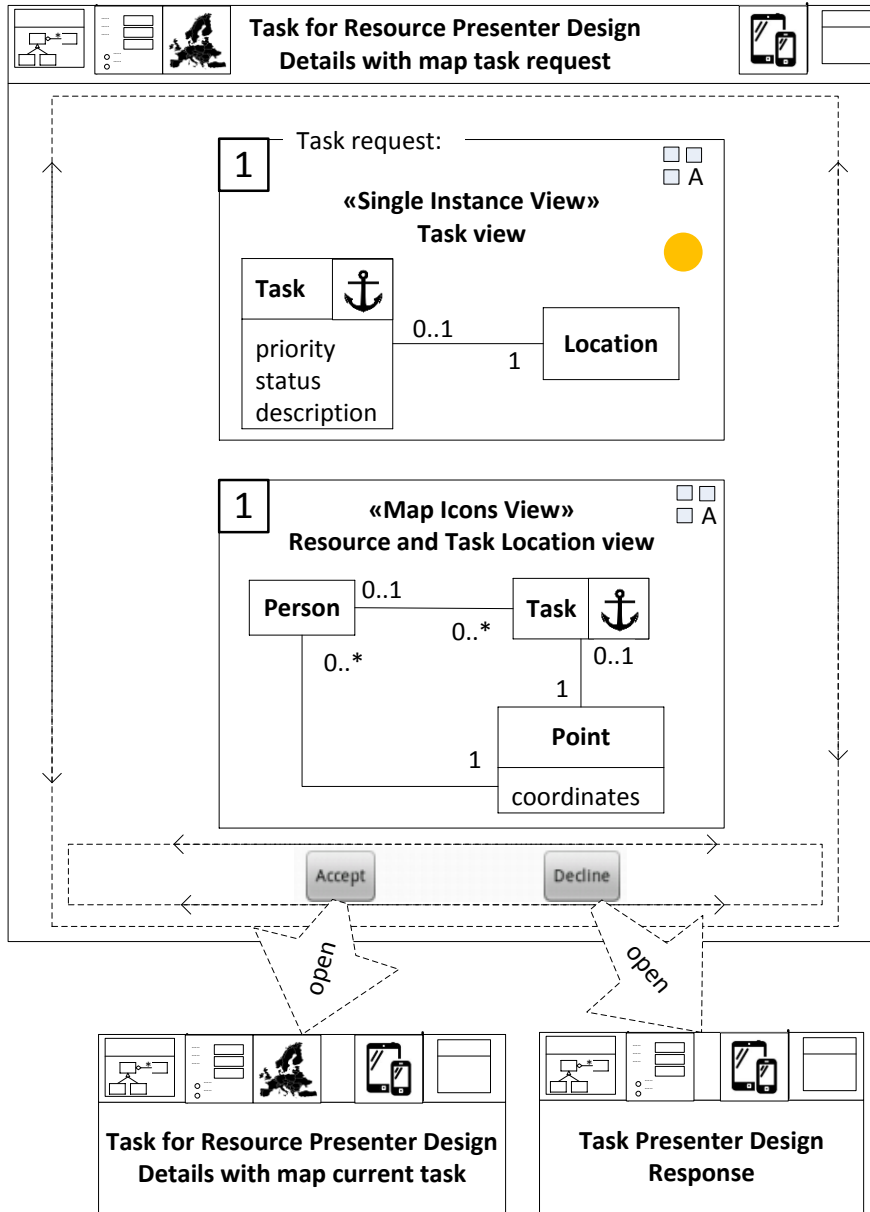 Task for Resource Presenter Design
Details with map task request
1
Task request:
A
«Single Instance View»
Task view
Task
priority
status
description
0..1
1
Location
1
«Map Icons View»
A
Resource and Task Location view
Person
0..1
0..*
Task
0..*
0..1
1
1
Point
coordinates
Accept
Decline
open
open
*
*
Task for Resource Presenter Design
Details with map current task
Task Presenter Design
Response